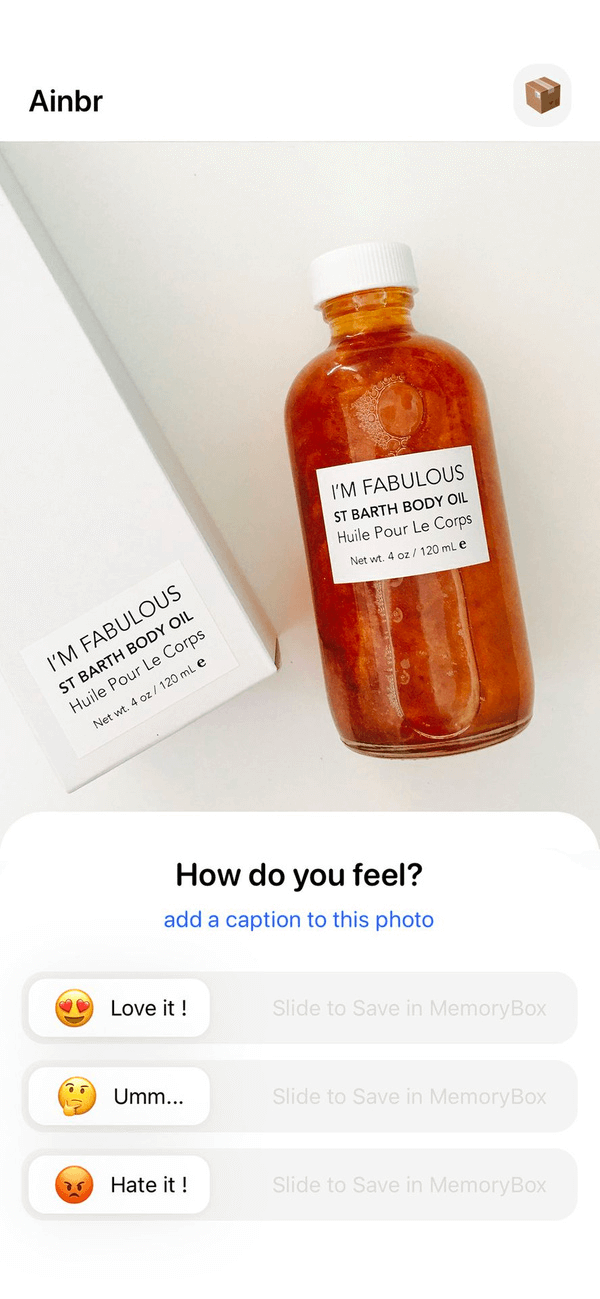 Ainbr
I'M FABULOUS
ST BARTH BODY OIL
Huile Pour Le Corps
Net wt. 4 oz / 120 mL e
I'M FABULOUS
ST BARTH BODY OIL
Huile Pour Le Corps
Net wt. 4 oz / 120 mL e
How do you feel?
add a caption to this photo
Love it !
Slide to Save in MemoryBox
Umm...
Slide to Save in MemoryBox
Hate it !
Slide to Save in MemoryBox